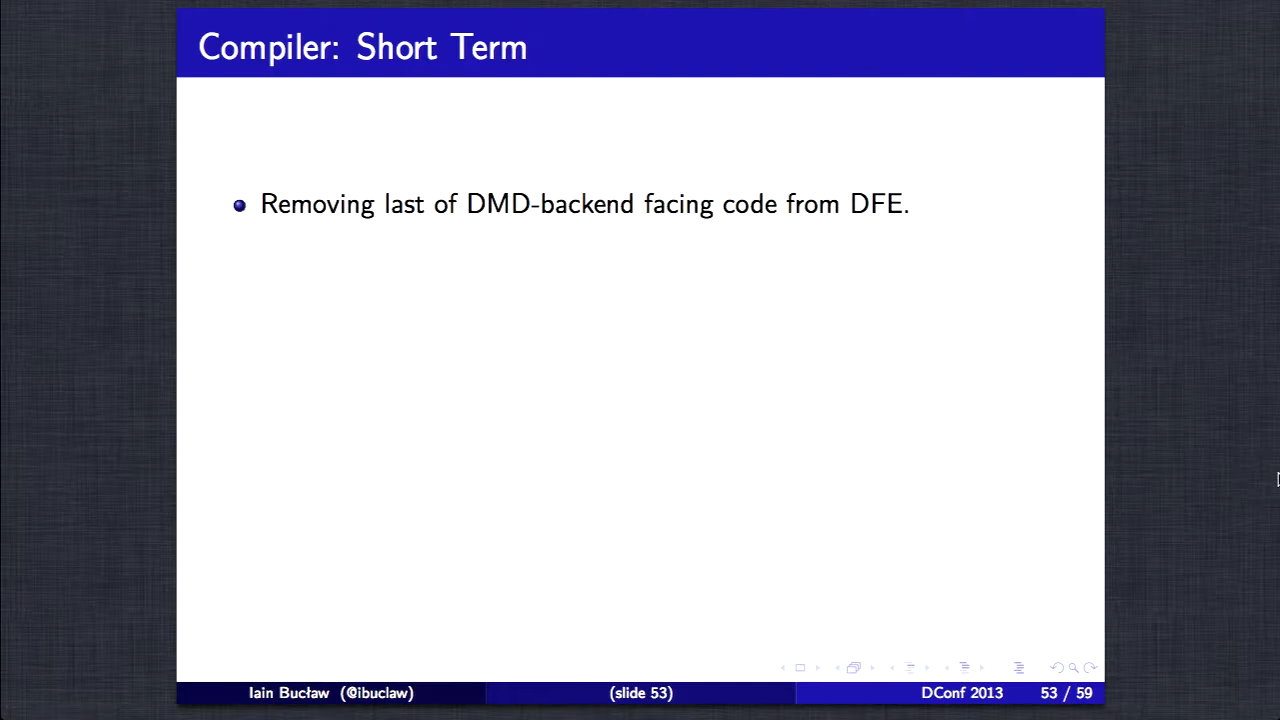 Compiler: Short Term
Removing last of DMD-backend facing code from DFE.
Iain Bucław (@ibuclaw) (slide 53) DConf 2013 53 / 59